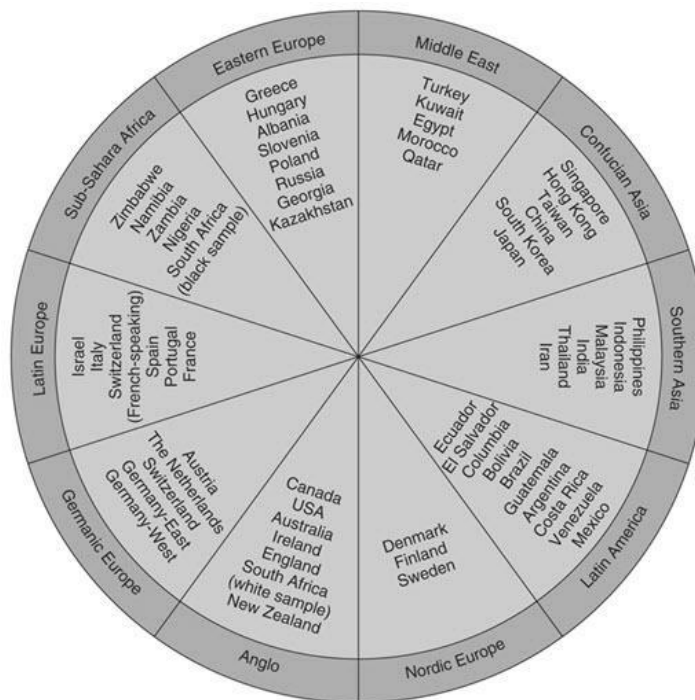 Eastern Europe
Greece
Hungary
Albania
Slovenia
Poland
Russia
Georgia
Kazakhstan
Middle East
Turkey
Kuwait
Egypt
Morocco
Qatar
Confucian Asia
Singapore
Hong Kong
Taiwan
China
South Korea
Japan
Southern Asia
Philippines
Indonesia
Malaysia
India
Thailand
Iran
Latin America
Ecuador
El Salvador
Columbia
Bolivia
Brazil
Guatemala
Argentina
Costa Rica
Venezuela
Mexico
Nordic Europe
Denmark
Finland
Sweden
Anglo
Canada
USA
Australia
Ireland
England
South Africa
(white sample)
New Zealand
Germanic Europe
Austria
The Netherlands
Switzerland
Germany-East
Germany-West
Latin Europe
Israel
Italy
Switzerland
(French-speaking)
Spain
Portugal
France
Sub-Sahara Africa
Zimbabwe
Namibia
Zambia
Nigeria
South Africa
(black sample)